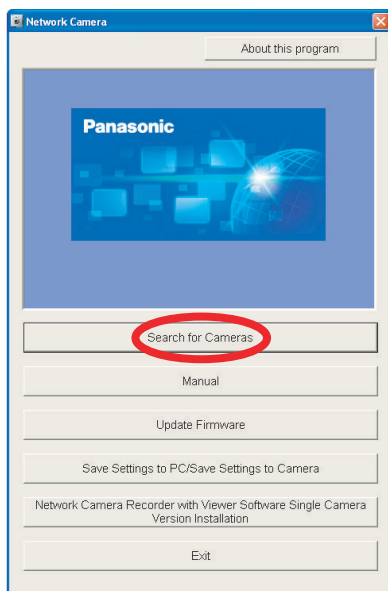 Network Camera
About this program
Panasonic
Search for Cameras
Manual
Update Firmware
Save Settings to PC/Save Settings to Camera
Network Camera Recorder with Viewer Software Single Camera
Version Installation
Exit